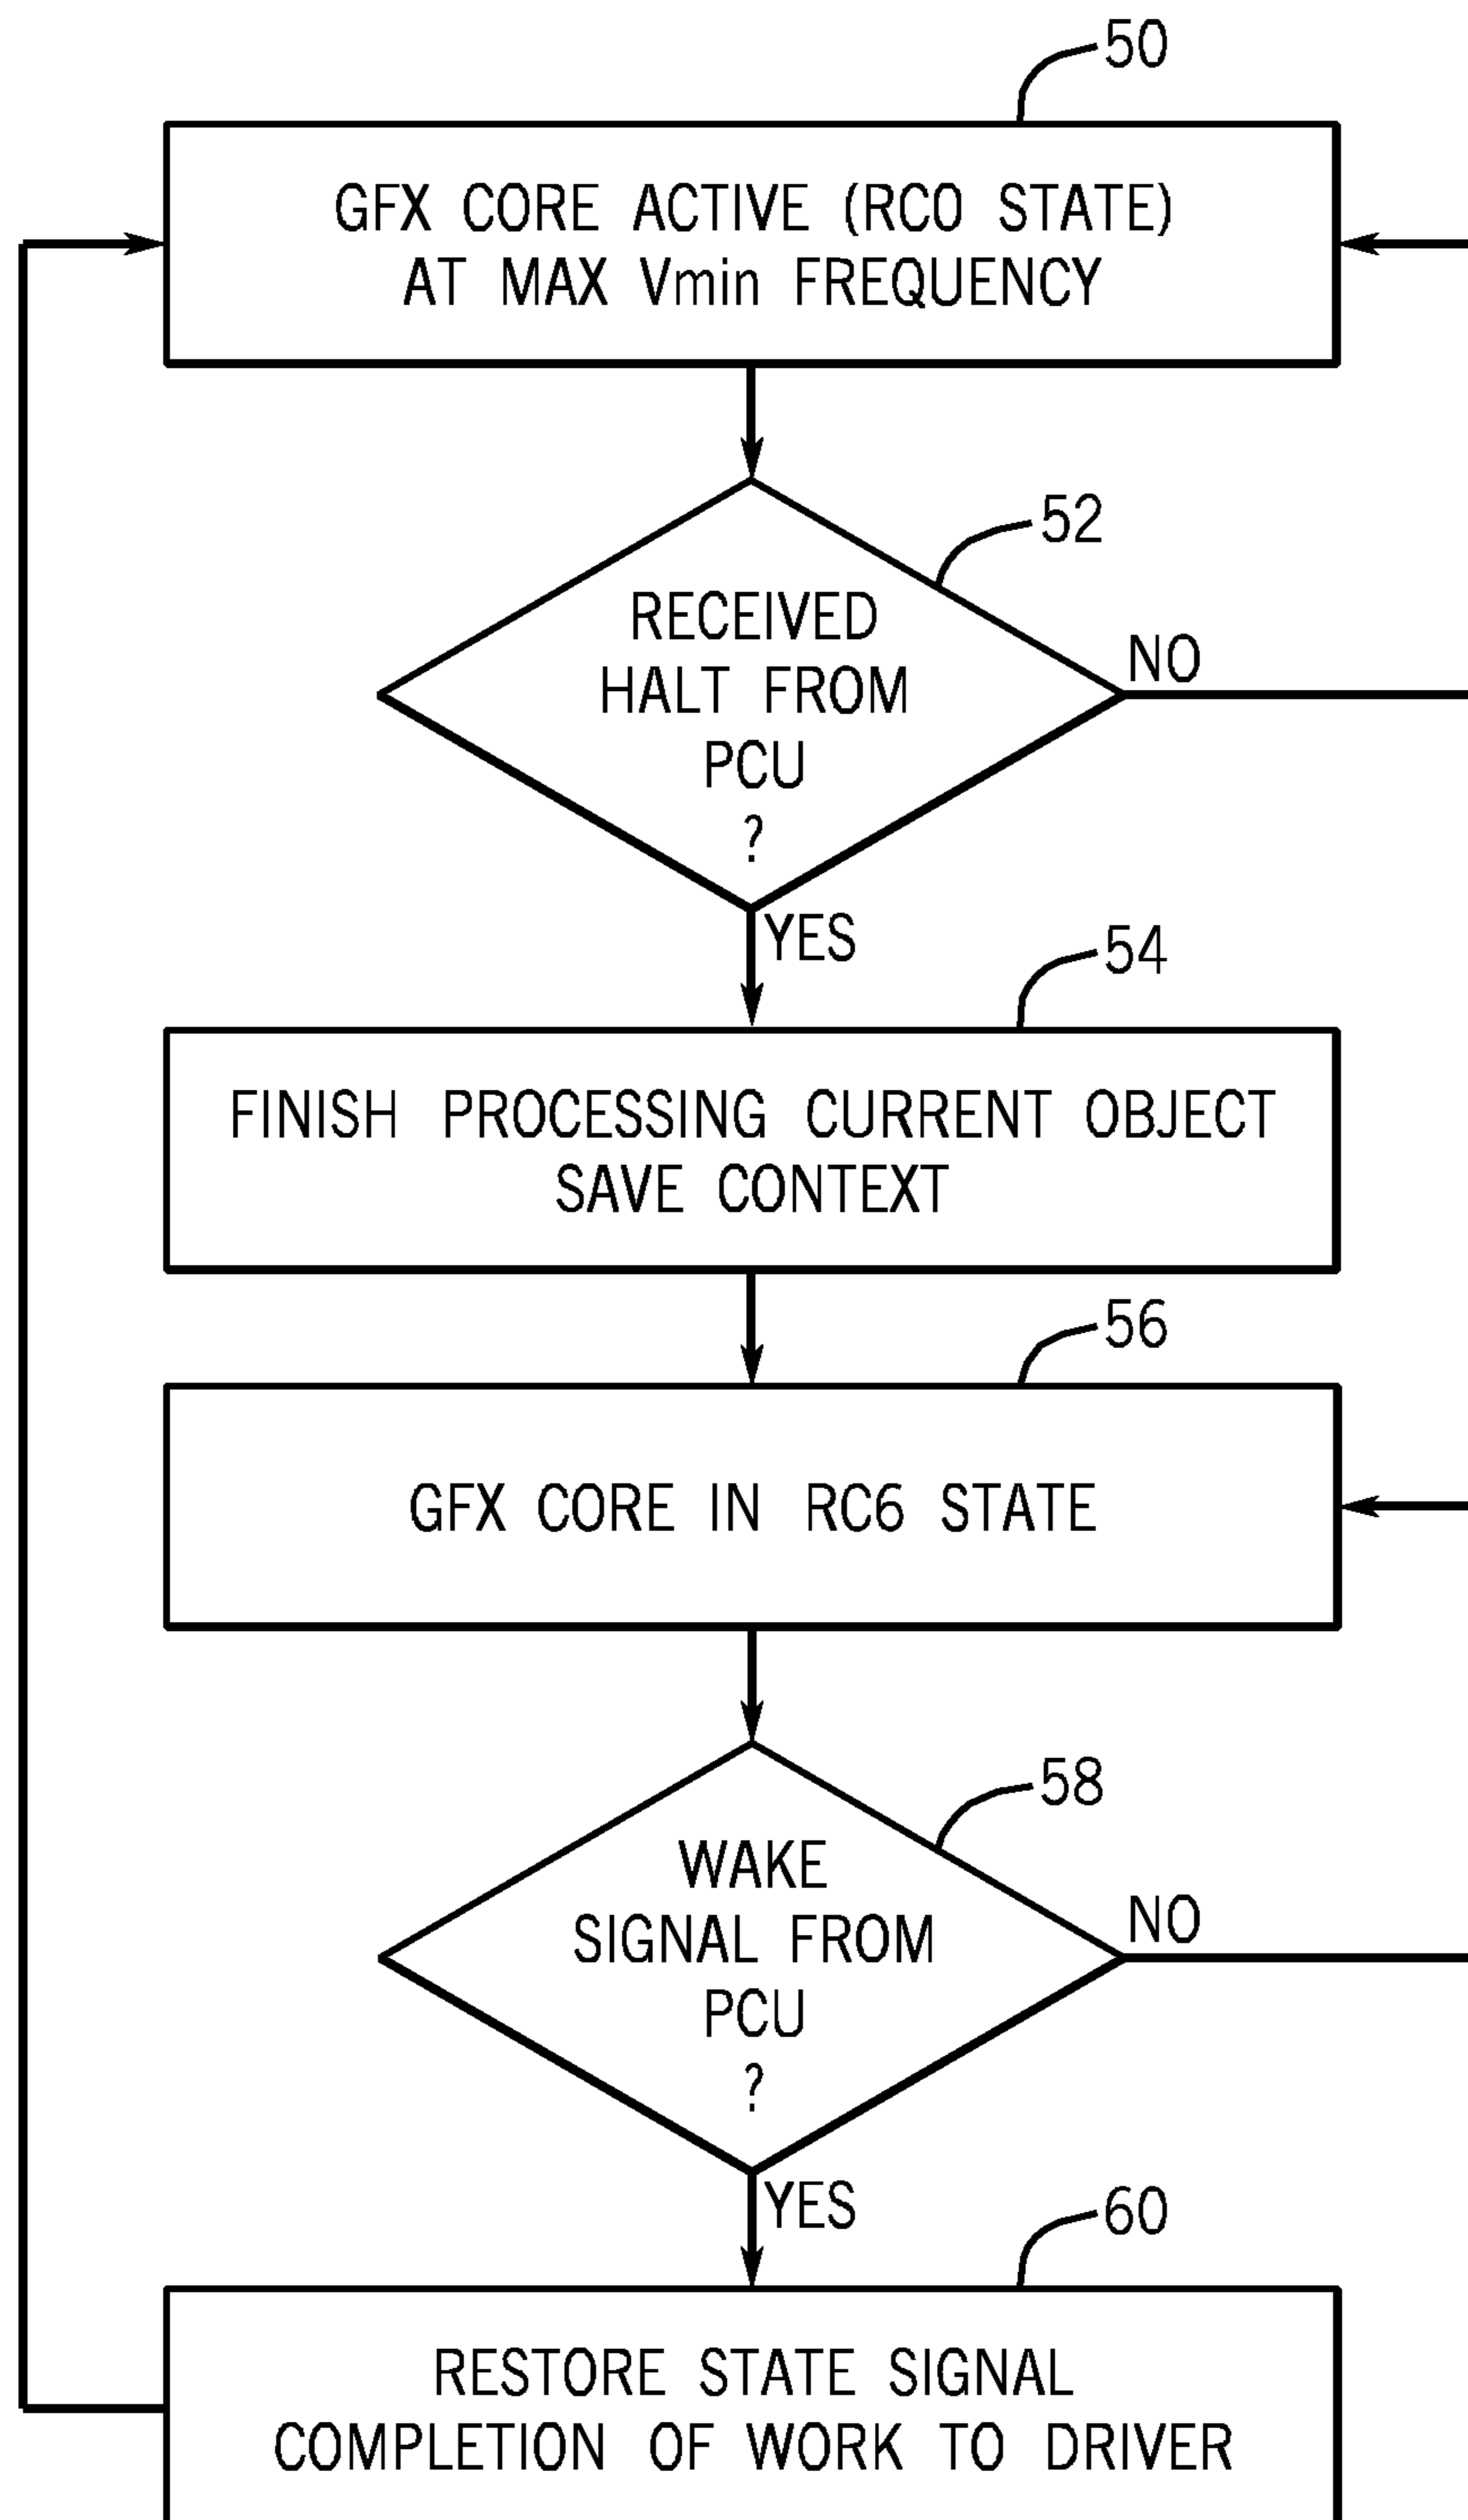 50
GFX CORE ACTIVE (RCO STATE)
AT MAX Vmin FREQUENCY
52
RECEIVED
HALT FROM
PCU
?
NO
YES
54
FINISH PROCESSING CURRENT OBJECT
SAVE CONTEXT
56
GFX CORE IN RC6 STATE
58
WAKE
SIGNAL FROM
PCU
?
NO
YES
60
RESTORE STATE SIGNAL
COMPLETION OF WORK TO DRIVER